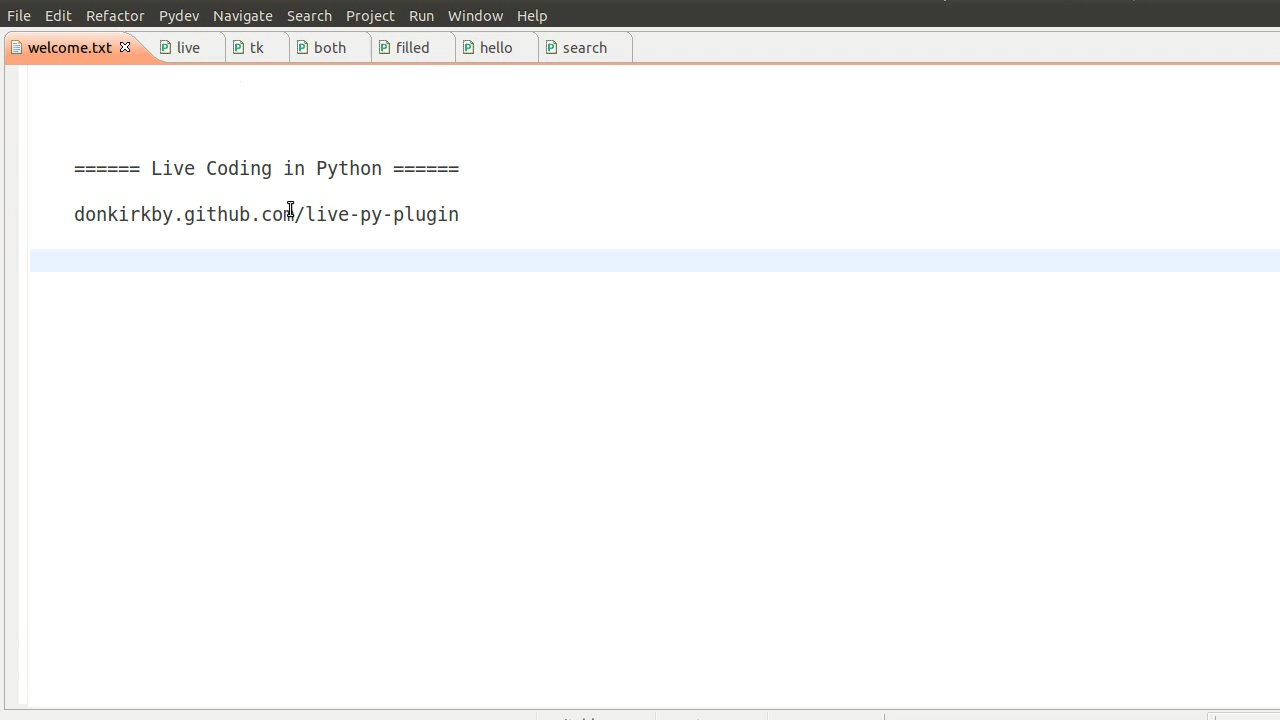 File Edit Refactor Pydev Navigate Search Project Run Window Help
welcome.txt live tk both filled hello search
====== Live Coding in Python ======
donkirkby.github.com/live-py-plugin